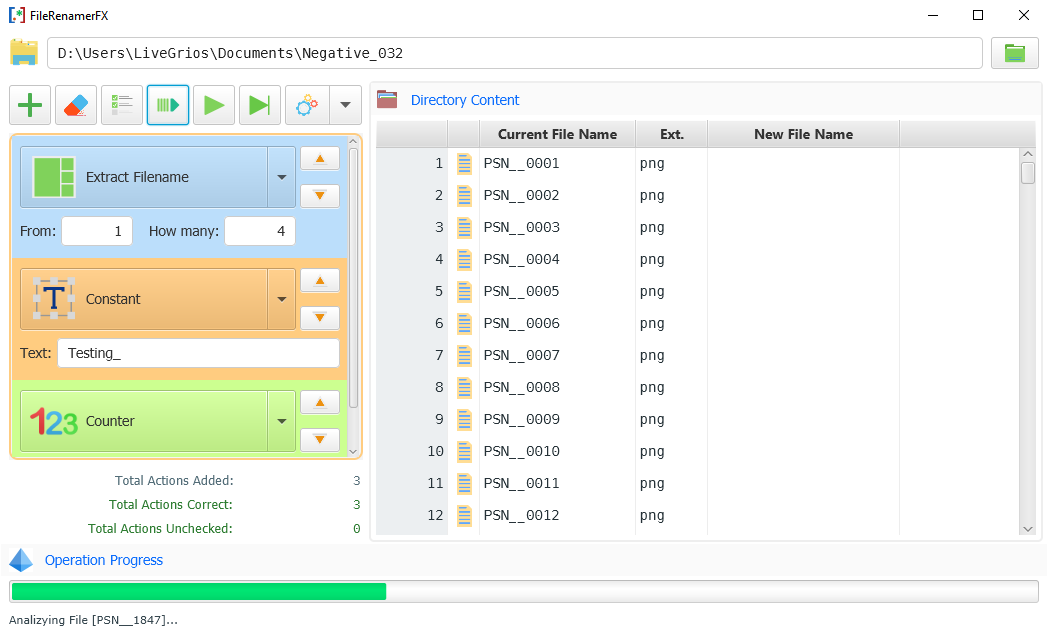 FileRenamerFX
D:\Users\LiveGrios\Documents\Negative_032
Extract Filename
From: 1 How many: 4
Constant
Text: Testing_
123 Counter
Total Actions Added: 3
Total Actions Correct: 3
Total Actions Unchecked: 0
Directory Content
Current File Name Ext. New File Name
1 PSN__0001 png
2 PSN__0002 png
3 PSN__0003 png
4 PSN__0004 png
5 PSN__0005 png
6 PSN__0006 png
7 PSN__0007 png
8 PSN__0008 png
9 PSN__0009 png
10 PSN__0010 png
11 PSN__0011 png
12 PSN__0012 png
Operation Progress
Analizying File [PSN__1847]...